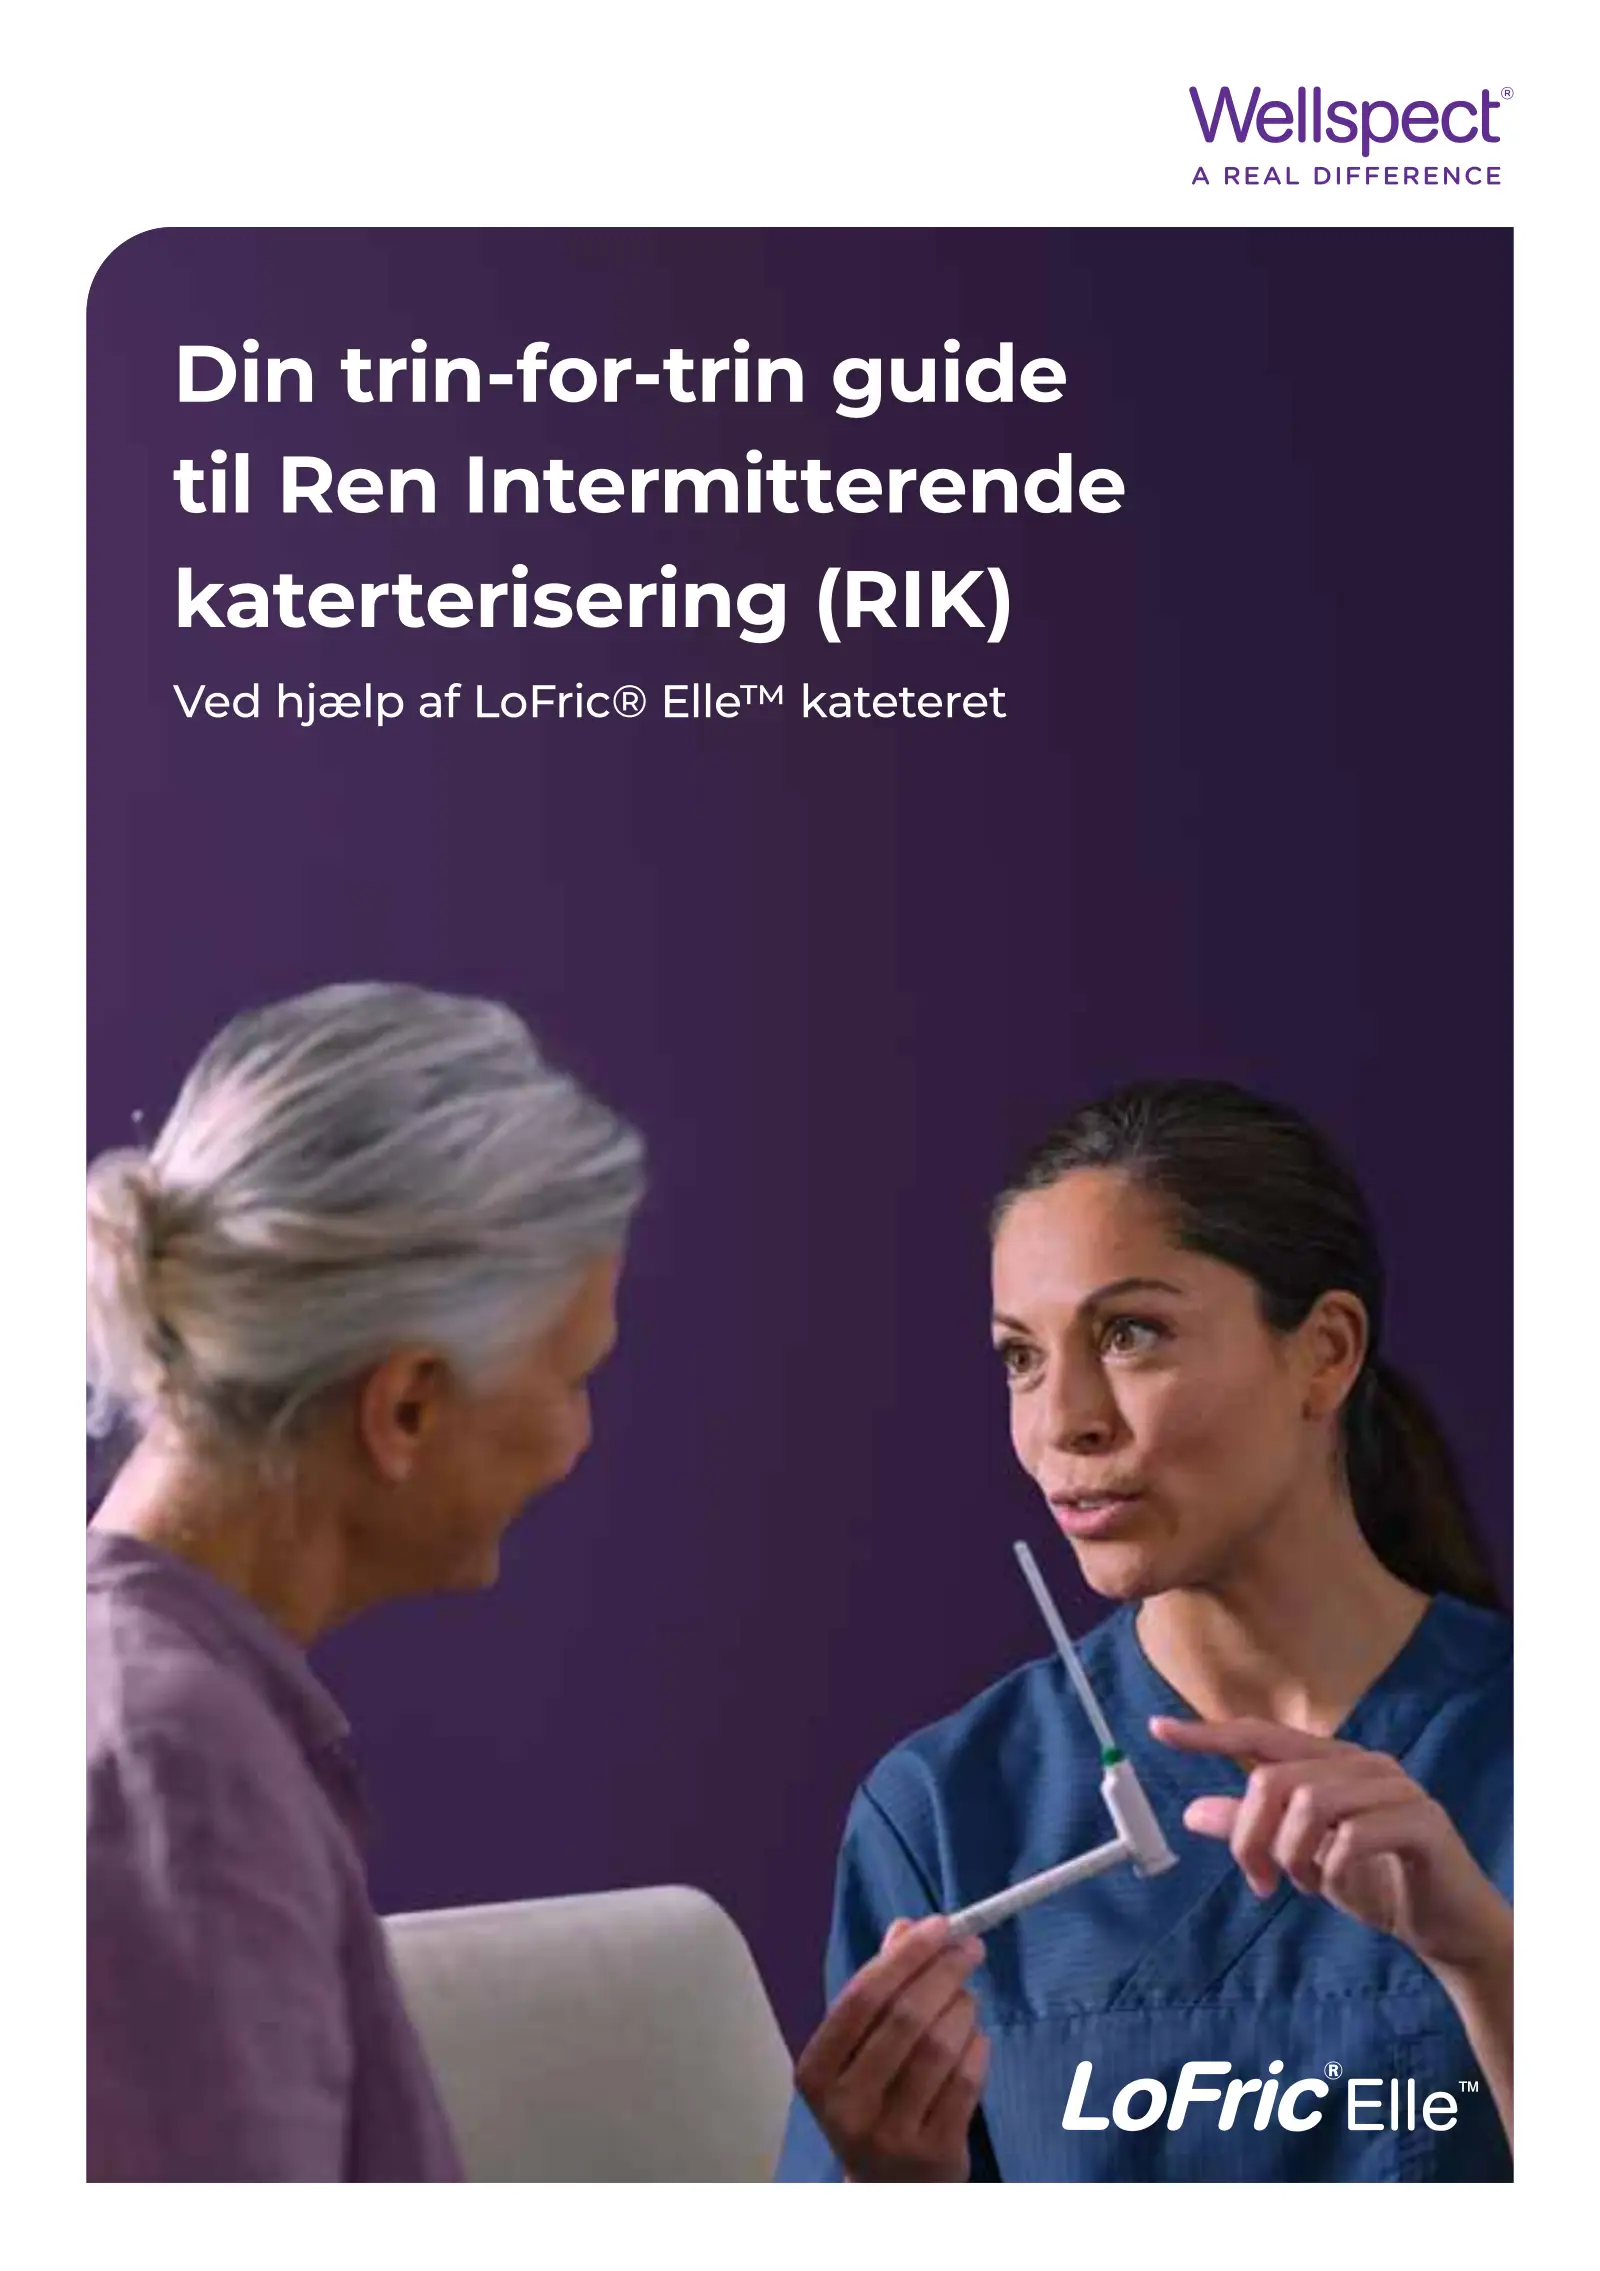 Wellspect®
A REAL DIFFERENCE
Din trin-for-trin guide
til Ren Intermitterende
katerterisering (RIK)
Ved hjælp af LoFric® Elle™ kateteret
LoFric® Elle™